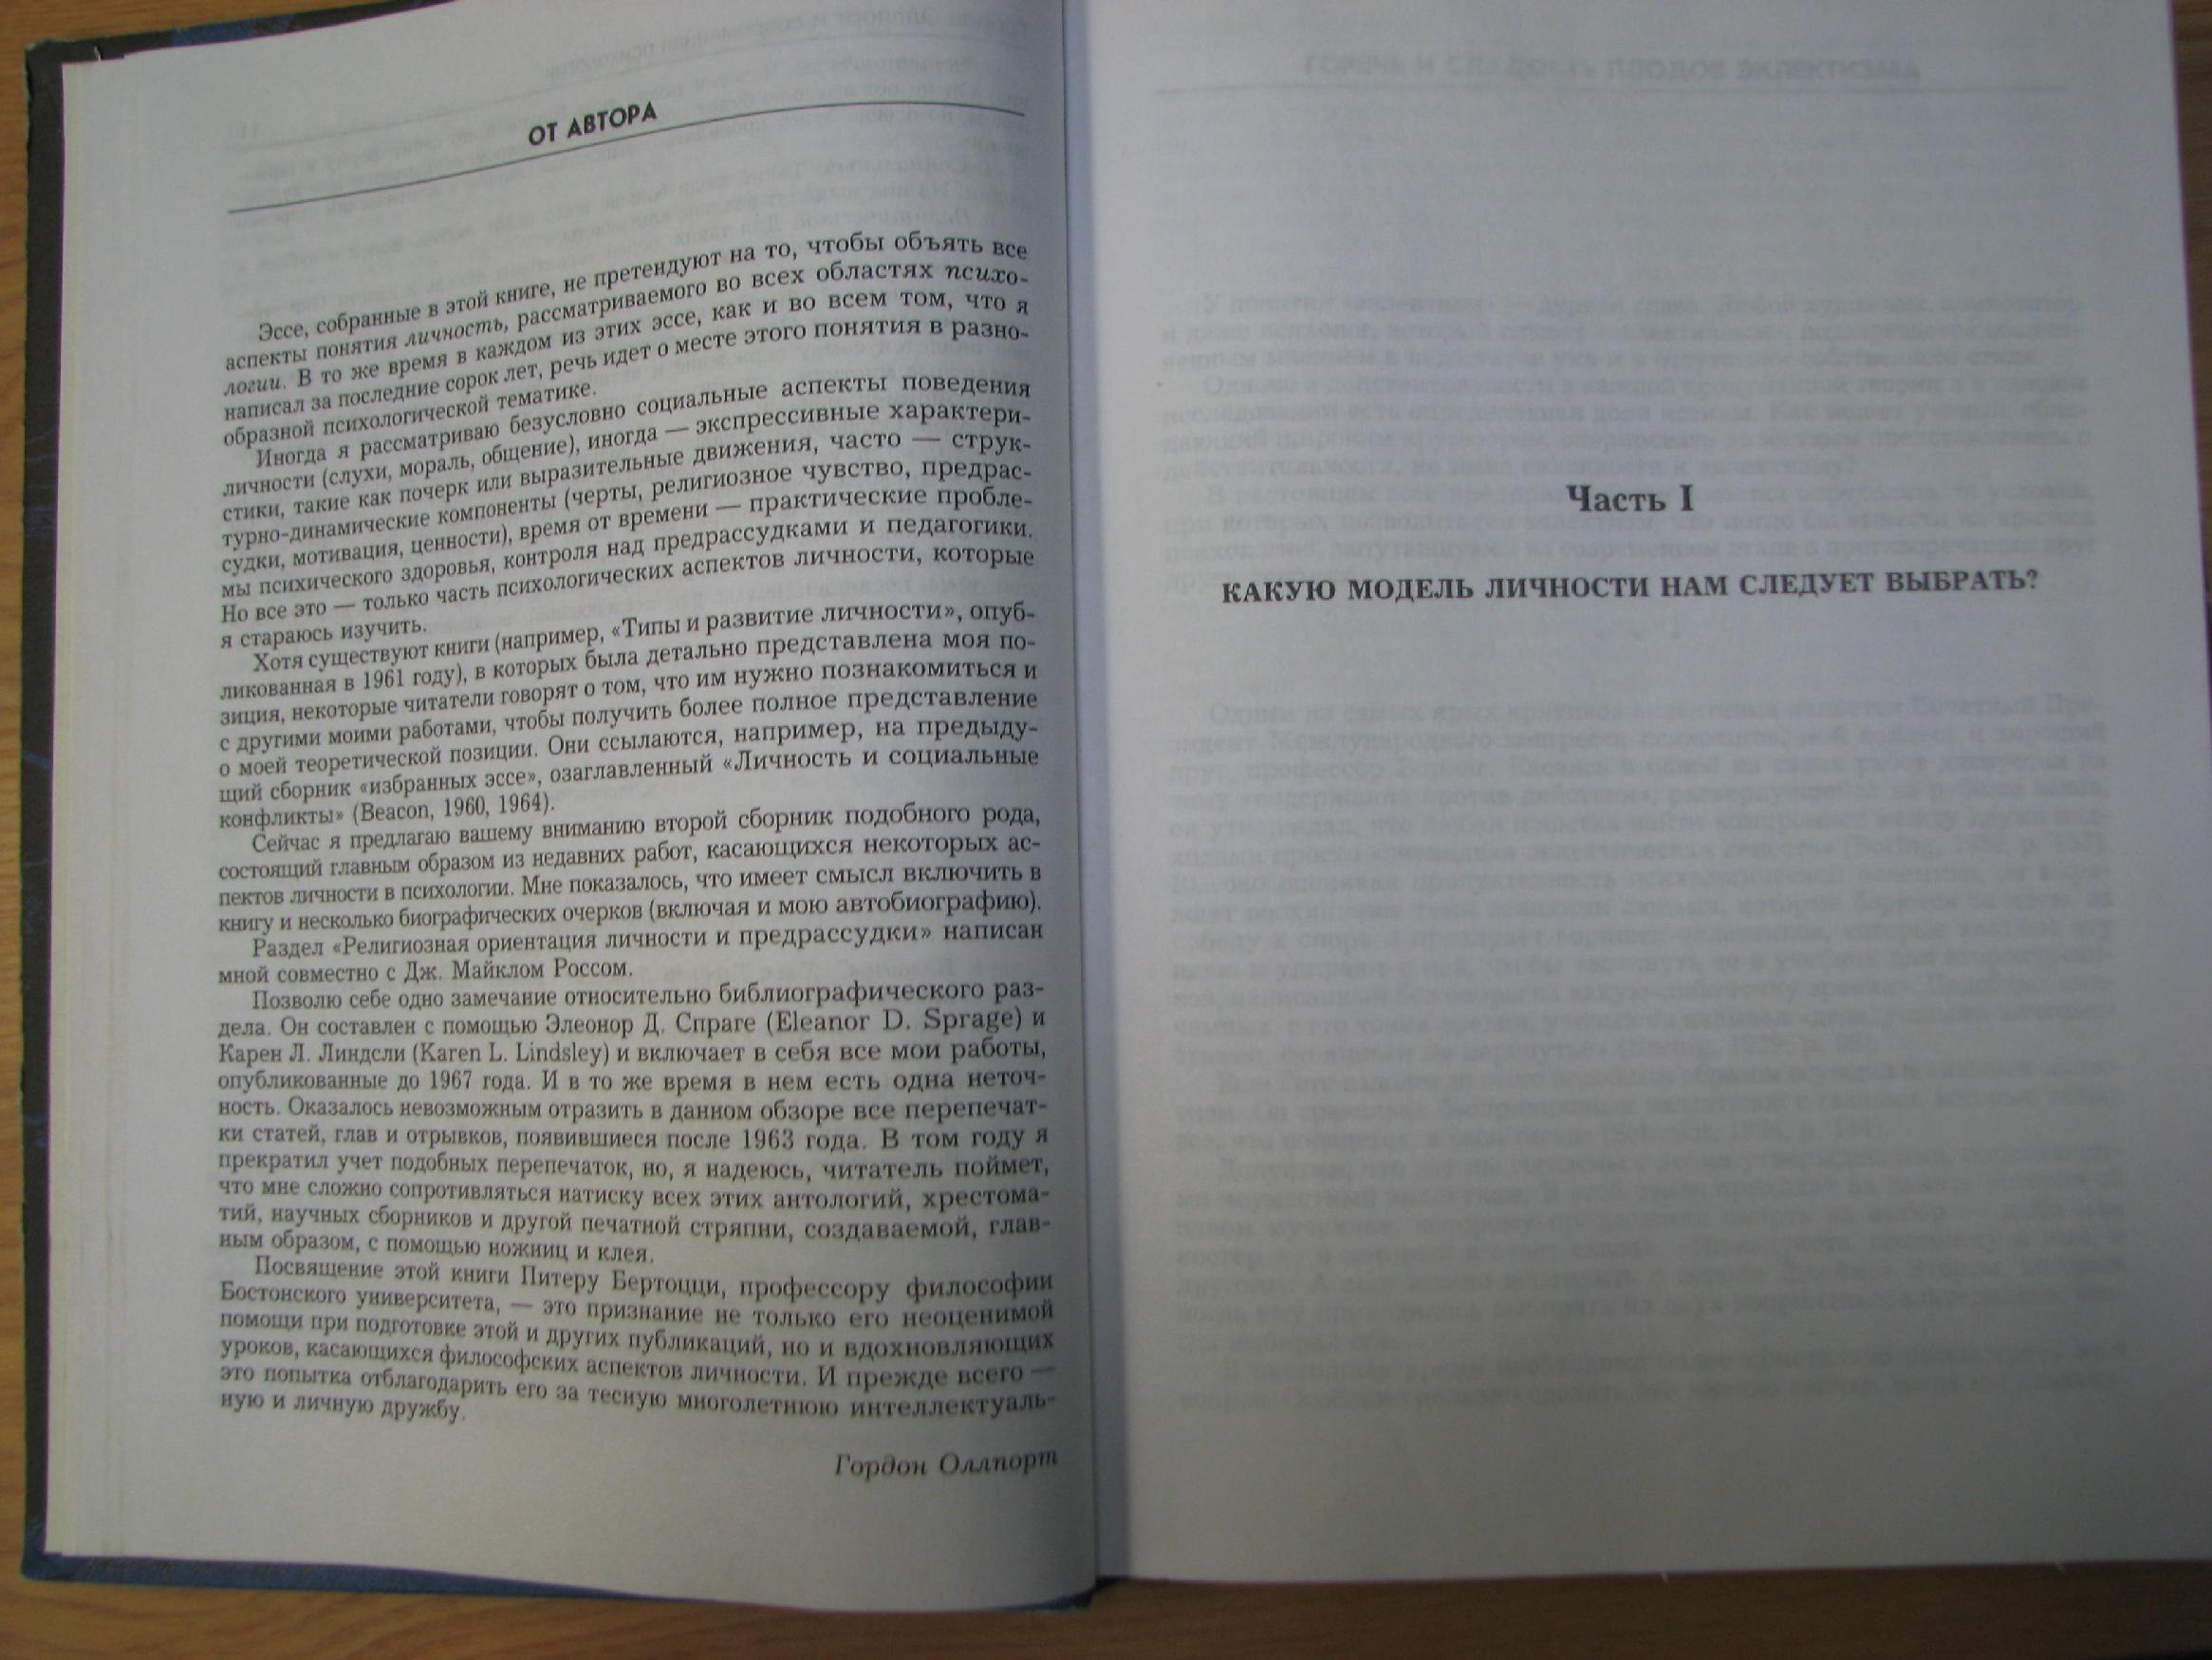 ОТ АВТОРА
Эссе, собранные в этой книге, не претендуют на то, чтобы объять все
аспекты понятия личность, рассматриваемого во всех областях психо-
логии. В то же время в каждом из этих эссе, как и во всем том, что я
написал за последние сорок лет, речь идет о месте этого понятия в разно-
образной психологической тематике.
Иногда я рассматриваю безусловно социальные аспекты поведения
личности (слухи, мораль, общение), иногда — экспрессивные характери-
стики, такие как почерк или выразительные движения, часто — струк-
турно-динамические компоненты (черты, религиозное чувство, предрас-
судки, мотивация, ценности), время от времени — практические пробле-
мы психического здоровья, контроля над предрассудками и педагогики.
Но все это — только часть психологических аспектов личности, которые
я стараюсь изучить.
Хотя существуют книги (например, «Типы и развитие личности», опуб-
ликованная в 1961 году), в которых была детально представлена моя по-
зиция, некоторые читатели говорят о том, что им нужно познакомиться и
с другими моими работами, чтобы получить более полное представление
о моей теоретической позиции. Они ссылаются, например, на предыду-
щий сборник «избранных эссе», озаглавленный «Личность и социальные
конфликты» (Beacon, 1960, 1964).
Сейчас я предлагаю вашему вниманию второй сборник подобного рода,
состоящий главным образом из недавних работ, касающихся некоторых ас-
пектов личности в психологии. Мне показалось, что имеет смысл включить в
книгу и несколько биографических очерков (включая и мою автобиографию).
Раздел «Религиозная ориентация личности и предрассудки» написан
мной совместно с Дж. Майклом Россом.
Позволю себе одно замечание относительно библиографического раз-
дела. Он составлен с помощью Элеонор Д. Спраге (Eleanor D. Sprage) и
Карен Л. Линдсли (Karen L. Lindsley) и включает в себя все мои работы,
опубликованные до 1967 года. И в то же время в нем есть одна неточ-
ность. Оказалось невозможным отразить в данном обзоре все перепечат-
ки статей, глав и отрывков, появившиеся после 1963 года. В том году я
прекратил учет подобных перепечаток, но, я надеюсь, читатель поймет,
что мне сложно сопротивляться натиску всех этих антологий, хрестома-
тий, научных сборников и другой печатной стряпни, создаваемой, глав-
ным образом, с помощью ножниц и клея.
Посвящение этой книги Питеру Бертоцци, профессору философии
Бостонского университета, — это признание не только его неоценимой
помощи при подготовке этой и других публикаций, но и вдохновляющих
уроков, касающихся философских аспектов личности. И прежде всего —
это попытка отблагодарить его за тесную многолетнюю интеллектуаль-
ную и личную дружбу.
Гордон Оллпорт
Часть I
КАКУЮ МОДЕЛЬ ЛИЧНОСТИ НАМ СЛЕДУЕТ ВЫБРАТЬ?